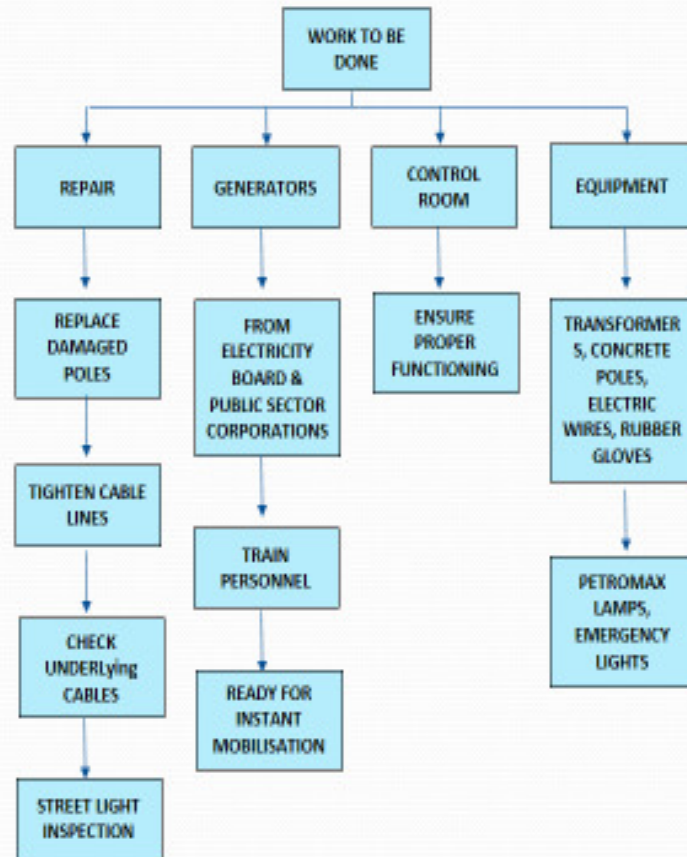 WORK TO BE
DONE
REPAIR
GENERATORS
CONTROL
ROOM
EQUIPMENT
REPLACE
DAMAGED
POLES
FROM
ELECTRICITY
BOARD &
PUBLIC SECTOR
CORPORATIONS
ENSURE
PROPER
FUNCTIONING
TRANSFORMER
S, CONCRETE
POLES,
ELECTRIC
WIRES, RUBBER
GLOVES
TIGHTEN CABLE
LINES
TRAIN
PERSONNEL
PETROMAX
LAMPS,
EMERGENCY
LIGHTS
CHECK
UNDERLying
CABLES
READY FOR
INSTANT
MOBILISATION
STREET LIGHT
INSPECTION